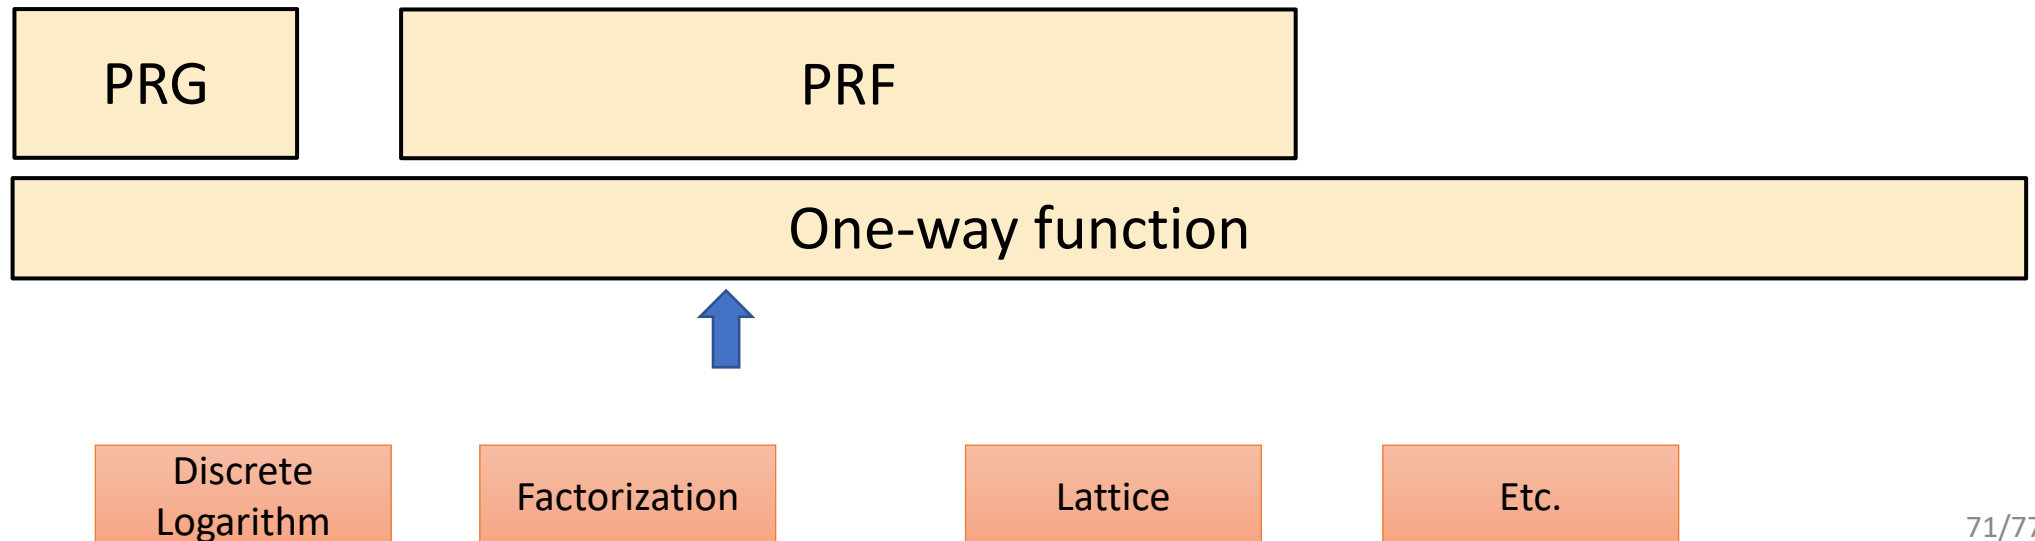 PRG
PRF
One-way function
Discrete
Logarithm
Factorization
Lattice
Etc.
71/77